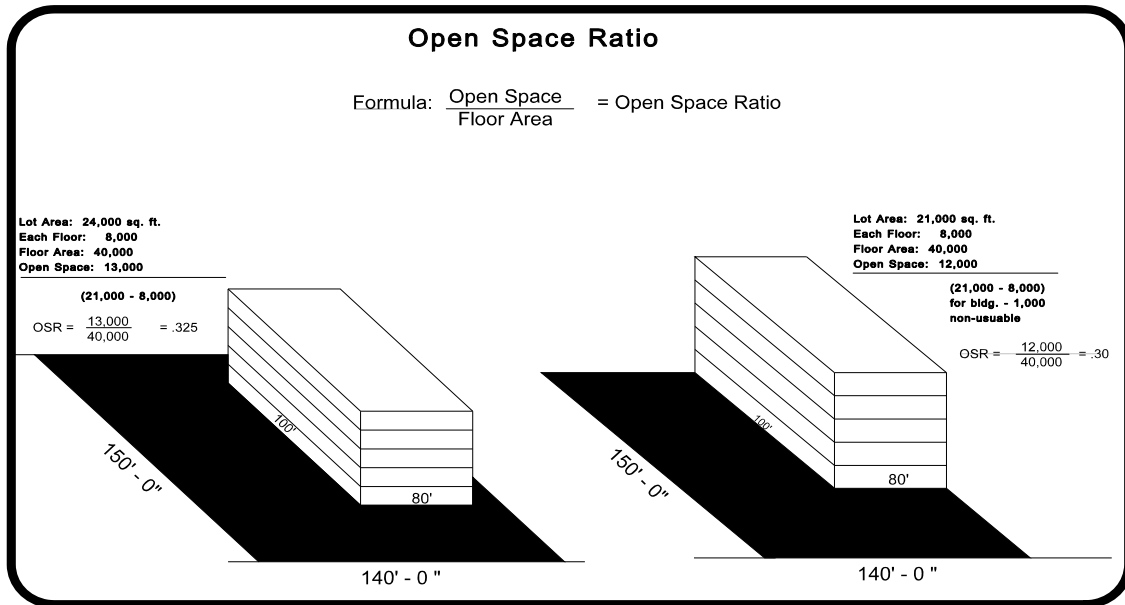 Open Space Ratio
Formula: Open Space / Floor Area = Open Space Ratio
Lot Area: 24,000 sq. ft.
Each Floor: 8,000
Floor Area: 40,000
Open Space: 13,000
(21,000 - 8,000)
OSR = 13,000 / 40,000 = .325
100'
80'
150' - 0"
140' - 0 "
Lot Area: 21,000 sq. ft.
Each Floor: 8,000
Floor Area: 40,000
Open Space: 12,000
(21,000 - 8,000)
for bldg. - 1,000
non-usuable
OSR = 12,000 / 40,000 = .30
100'
80'
150' - 0"
140' - 0 "